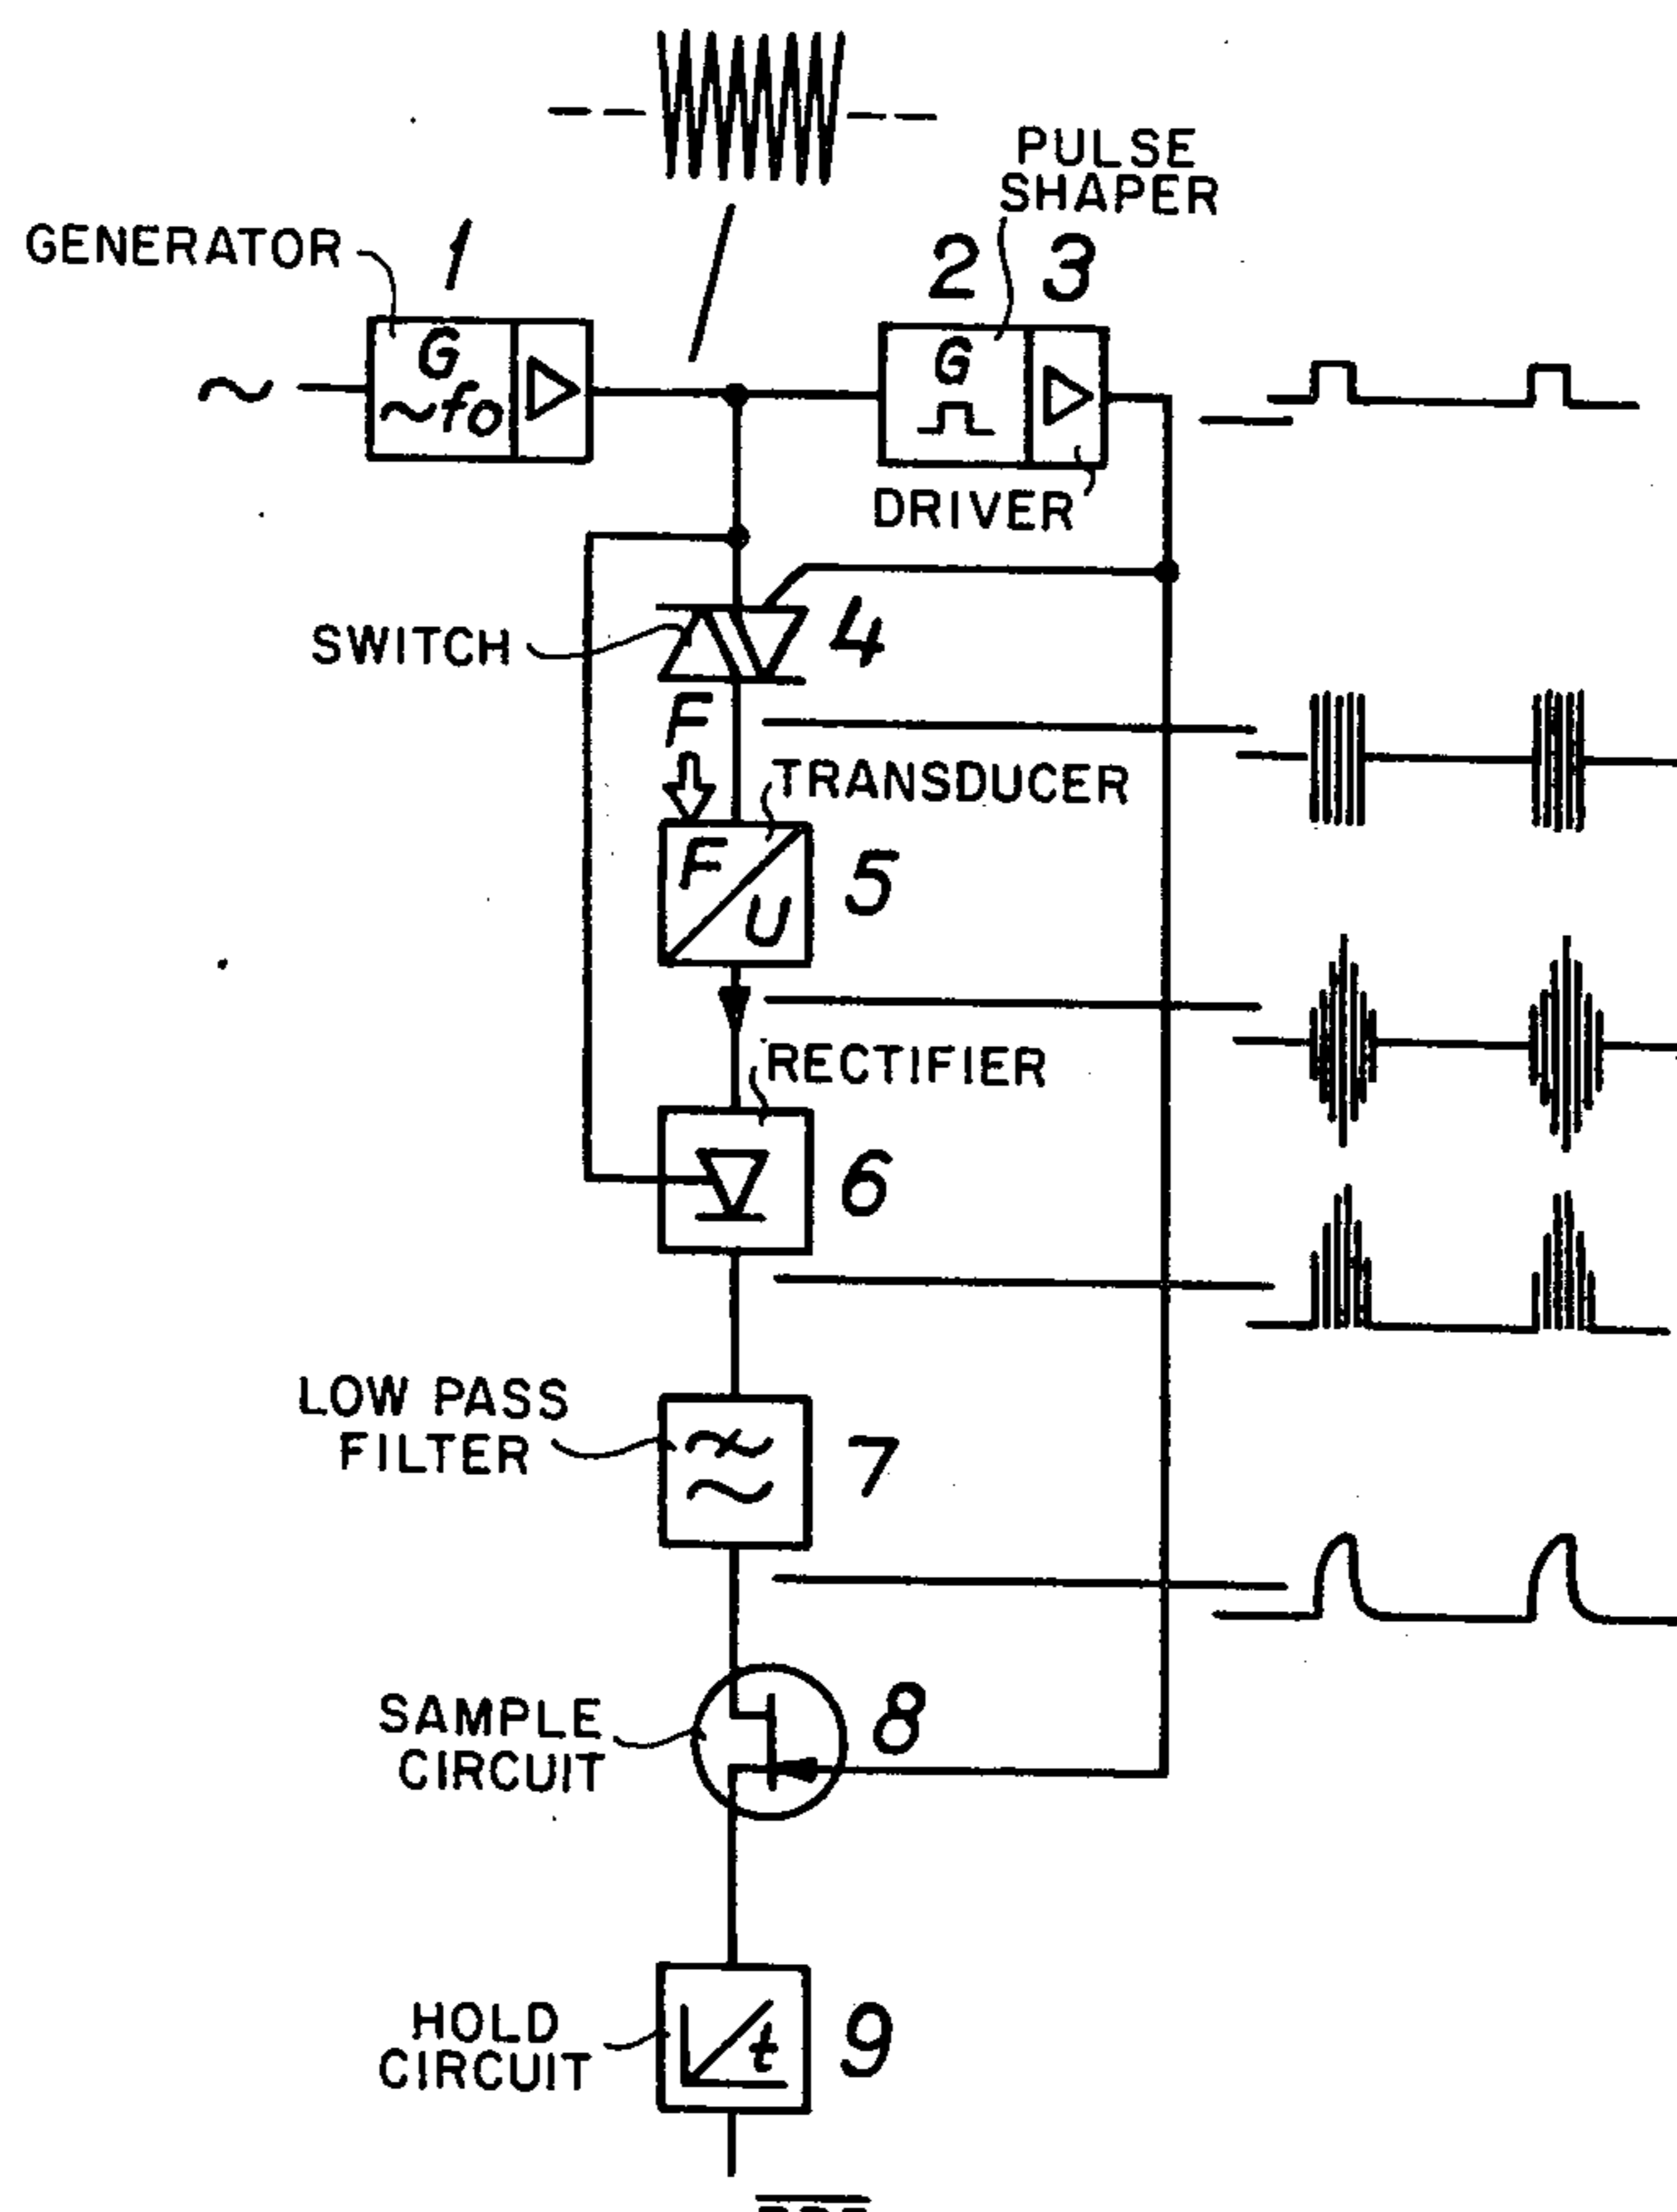 PULSE
SHAPER
GENERATOR
1
2
3
G
~fo
G
DRIVER
SWITCH
4
F
TRANSDUCER
F
U
5
RECTIFIER
6
LOW PASS
FILTER
7
SAMPLE
CIRCUIT
8
HOLD
CIRCUIT
t
9